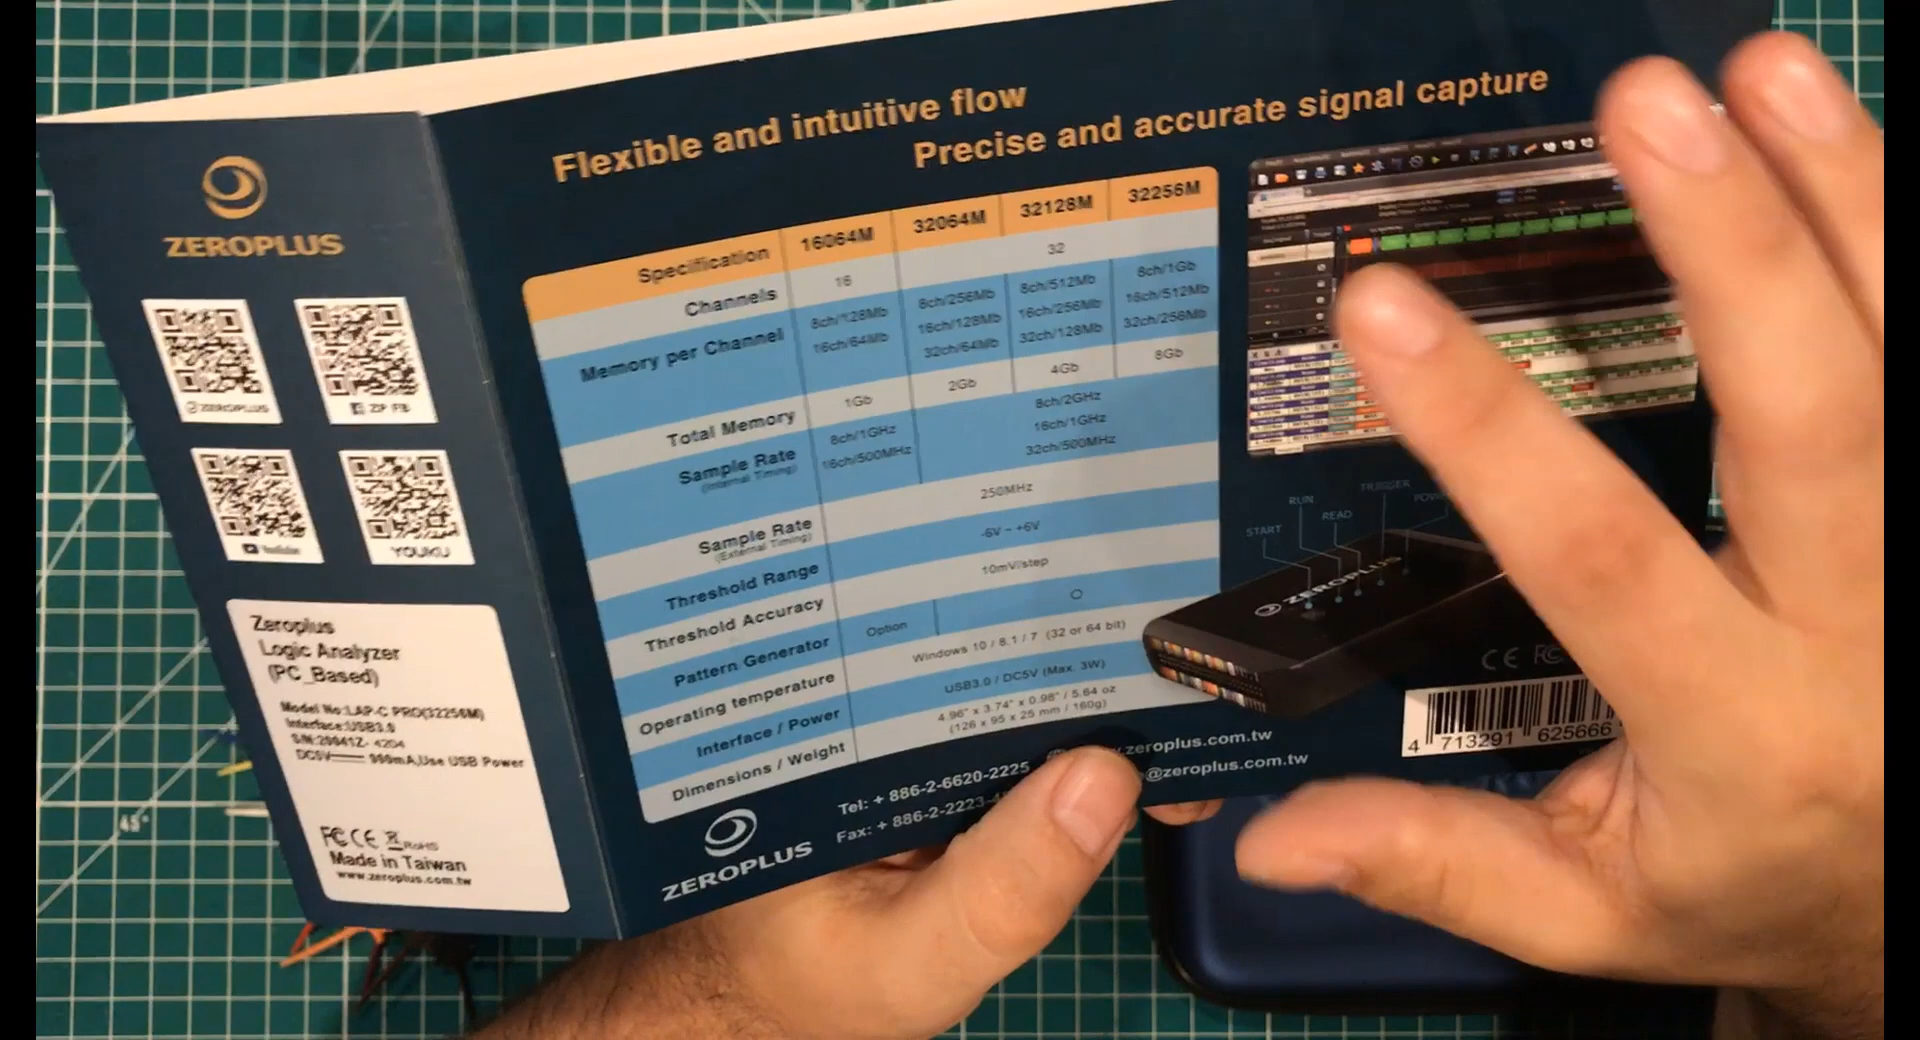 Flexible and intuitive flow
Precise and accurate signal capture
ZEROPLUS
ZEROPLUS
ZIP FB
YouTube
YOUKU
Zeroplus
Logic Analyzer
(PC_Based)
Model No:LAP-C PRO(32256M)
Interface:USB3.0
4204
DC5V 990mA,Use USB Power
FC CE RoHS
Made in Taiwan
www.zeroplus.com.tw
Specification 16064M 32064M 32128M 32256M
Channels 16 32
Memory per Channel 8ch/128Mb 8ch/256Mb 8ch/512Mb 8ch/1Gb
16ch/64Mb 16ch/128Mb 16ch/256Mb 16ch/512Mb
32ch/64Mb 32ch/128Mb 32ch/256Mb
Total Memory 1Gb 2Gb 4Gb 8Gb
Sample Rate 8ch/1GHz 8ch/2GHz
(Internal Timing) 16ch/500MHz 16ch/1GHz
32ch/500MHz
Sample Rate 250MHz
(External Timing)
Threshold Range -6V ~ +6V
Threshold Accuracy 10mV/step
Pattern Generator Option O
Operating temperature Windows 10 / 8.1 / 7 (32 or 64 bit)
Interface / Power USB3.0 / DC5V (Max. 3W)
Dimensions / Weight 4.96" x 3.74" x 0.98" / 5.64 oz
(126 x 95 x 25 mm / 160g)
ZEROPLUS
Tel: + 886-2-6620-2225
Fax: + 886-2-2223-4
.zeroplus.com.tw
@zeroplus.com.tw
START
RUN
READ
TRIGGER
ZEROPLUS
CE FC
4 713291 625666
45°